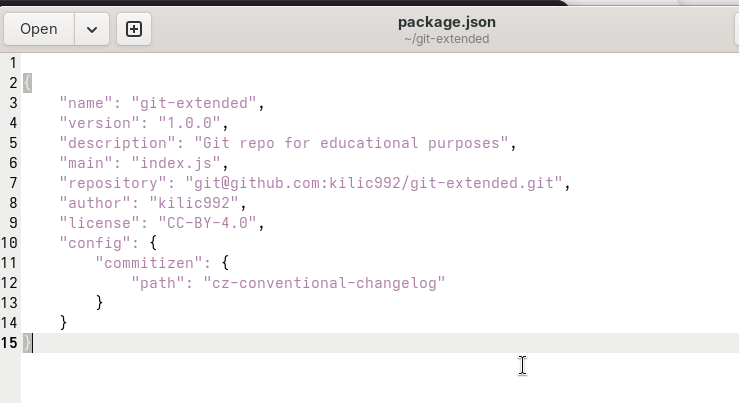 Open
package.json
~/git-extended
1
2 {
3     "name": "git-extended",
4     "version": "1.0.0",
5     "description": "Git repo for educational purposes",
6     "main": "index.js",
7     "repository": "git@github.com:kilic992/git-extended.git",
8     "author": "kilic992",
9     "license": "CC-BY-4.0",
10     "config": {
11         "commitizen": {
12             "path": "cz-conventional-changelog"
13         }
14     }
15 }